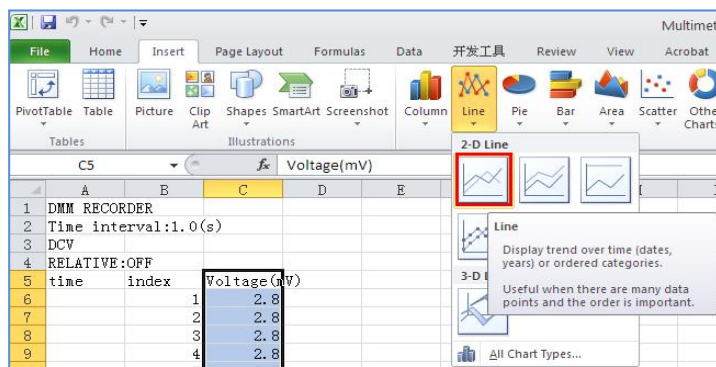 Multimet
File Home Insert Page Layout Formulas Data 开发工具 Review View Acrobat
PivotTable Table Picture Clip Art Shapes SmartArt Screenshot Column Line Pie Bar Area Scatter Other Charts
Tables Illustrations
2-D Line
C5 fx Voltage(mV)
A B C D E
1 DMM RECORDER
2 Time interval:1.0(s)
3 DCV
4 RELATIVE:OFF
5 time index Voltage(mV)
6 1 2.8
7 2 2.8
8 3 2.8
9 4 2.8
Line
Display trend over time (dates,
years) or ordered categories.
Useful when there are many data
points and the order is important.
3-D L
All Chart Types...